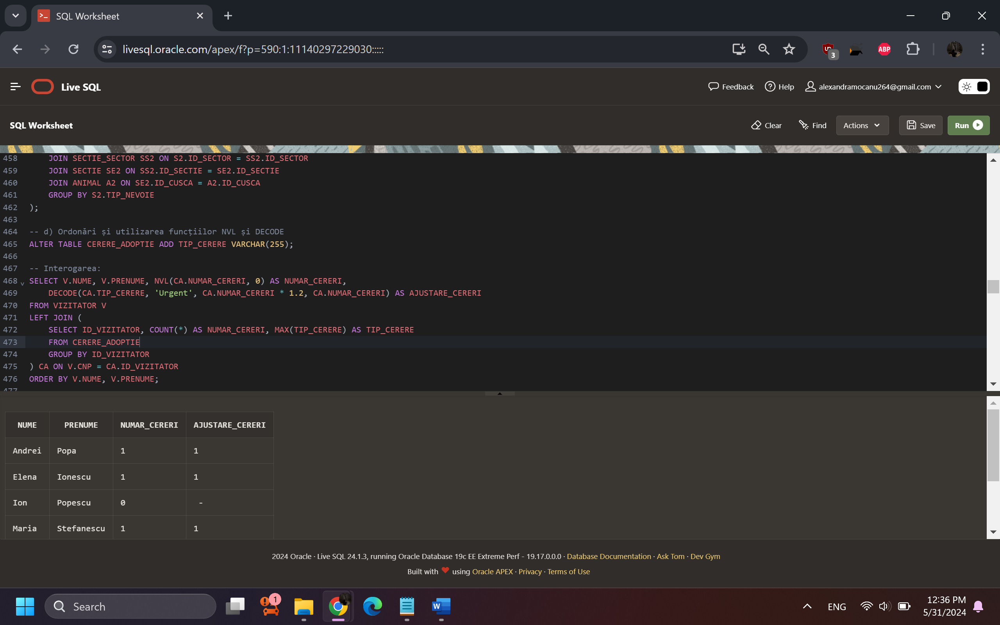 SQL Worksheet
livesql.oracle.com/apex/f?p=590:1:11140297229030:::::
3
ABP
Live SQL
Feedback
Help
alexandramocanu264@gmail.com
SQL Worksheet
Clear
Find
Actions
Save
Run
458 JOIN SECTIE_SECTOR SS2 ON S2.ID_SECTOR = SS2.ID_SECTOR
459 JOIN SECTIE SE2 ON SS2.ID_SECTIE = SE2.ID_SECTIE
460 JOIN ANIMAL A2 ON SE2.ID_CUSCA = A2.ID_CUSCA
461 GROUP BY S2.TIP_NEVOIE
462 );
463
464 -- d) Ordonări și utilizarea funcțiilor NVL și DECODE
465 ALTER TABLE CERERE_ADOPTIE ADD TIP_CERERE VARCHAR(255);
466
467 -- Interogarea:
468 SELECT V.NUME, V.PRENUME, NVL(CA.NUMAR_CERERI, 0) AS NUMAR_CERERI,
469 DECODE(CA.TIP_CERERE, 'Urgent', CA.NUMAR_CERERI * 1.2, CA.NUMAR_CERERI) AS AJUSTARE_CERERI
470 FROM VIZITATOR V
471 LEFT JOIN (
472 SELECT ID_VIZITATOR, COUNT(*) AS NUMAR_CERERI, MAX(TIP_CERERE) AS TIP_CERERE
473 FROM CERERE_ADOPTIE
474 GROUP BY ID_VIZITATOR
475 ) CA ON V.CNP = CA.ID_VIZITATOR
476 ORDER BY V.NUME, V.PRENUME;
477
NUME PRENUME NUMAR_CERERI AJUSTARE_CERERI
Andrei Popa 1 1
Elena Ionescu 1 1
Ion Popescu 0 -
Maria Stefanescu 1 1
2024 Oracle · Live SQL 24.1.3, running Oracle Database 19c EE Extreme Perf - 19.17.0.0.0 · Database Documentation · Ask Tom · Dev Gym
Built with ❤ using Oracle APEX · Privacy · Terms of Use
Search
1
W
ENG
12:36 PM
5/31/2024